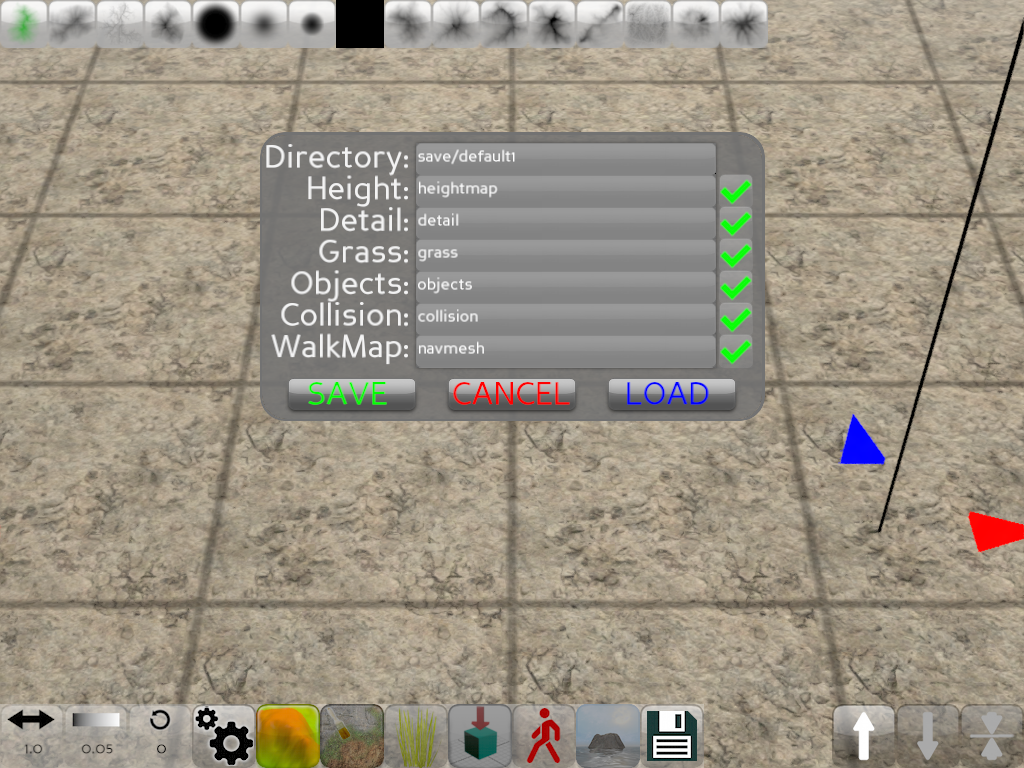 Directory: save/default1
Height: heightmap
Detail: detail
Grass: grass
Objects: objects
Collision: collision
WalkMap: navmesh
SAVE CANCEL LOAD
1.0 0.05 0